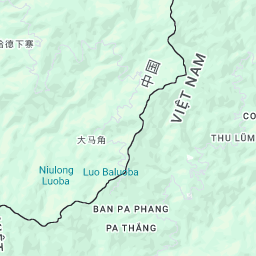 哈德下寨
中国
VIỆT NAM
CO
THU LŨM
大马角
Niulong
Luoba
Luo Baluoba
BAN PA PHANG
PA THẮNG